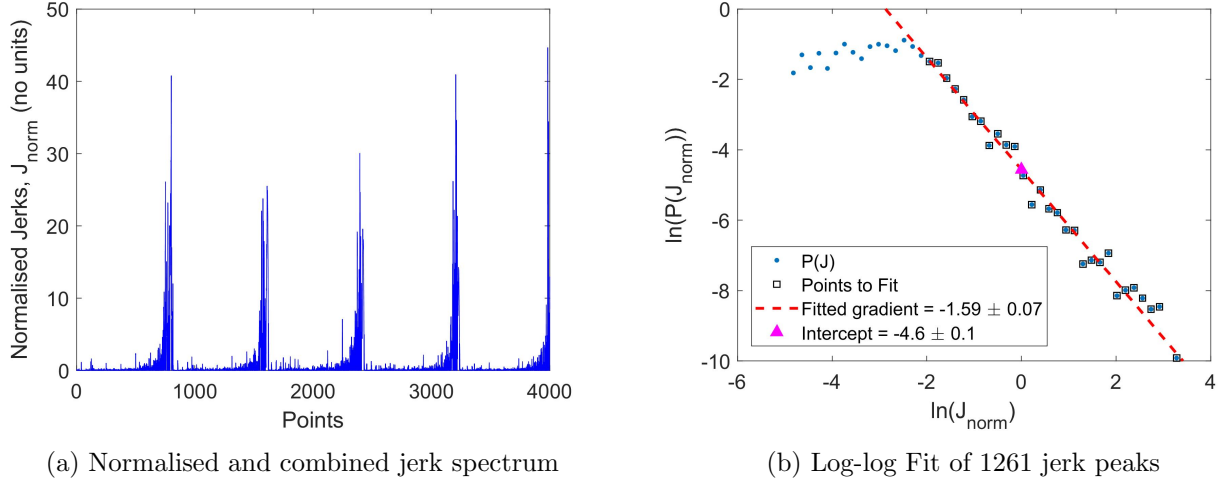 50
40
30
20
10
0
Normalised Jerks, J_norm (no units)
0
1000
2000
3000
4000
Points
(a) Normalised and combined jerk spectrum
0
-2
-4
-6
-8
-10
ln(P(J_norm))
P(J)
Points to Fit
Fitted gradient = -1.59 ± 0.07
Intercept = -4.6 ± 0.1
-6
-4
-2
0
2
4
ln(J_norm)
(b) Log-log Fit of 1261 jerk peaks